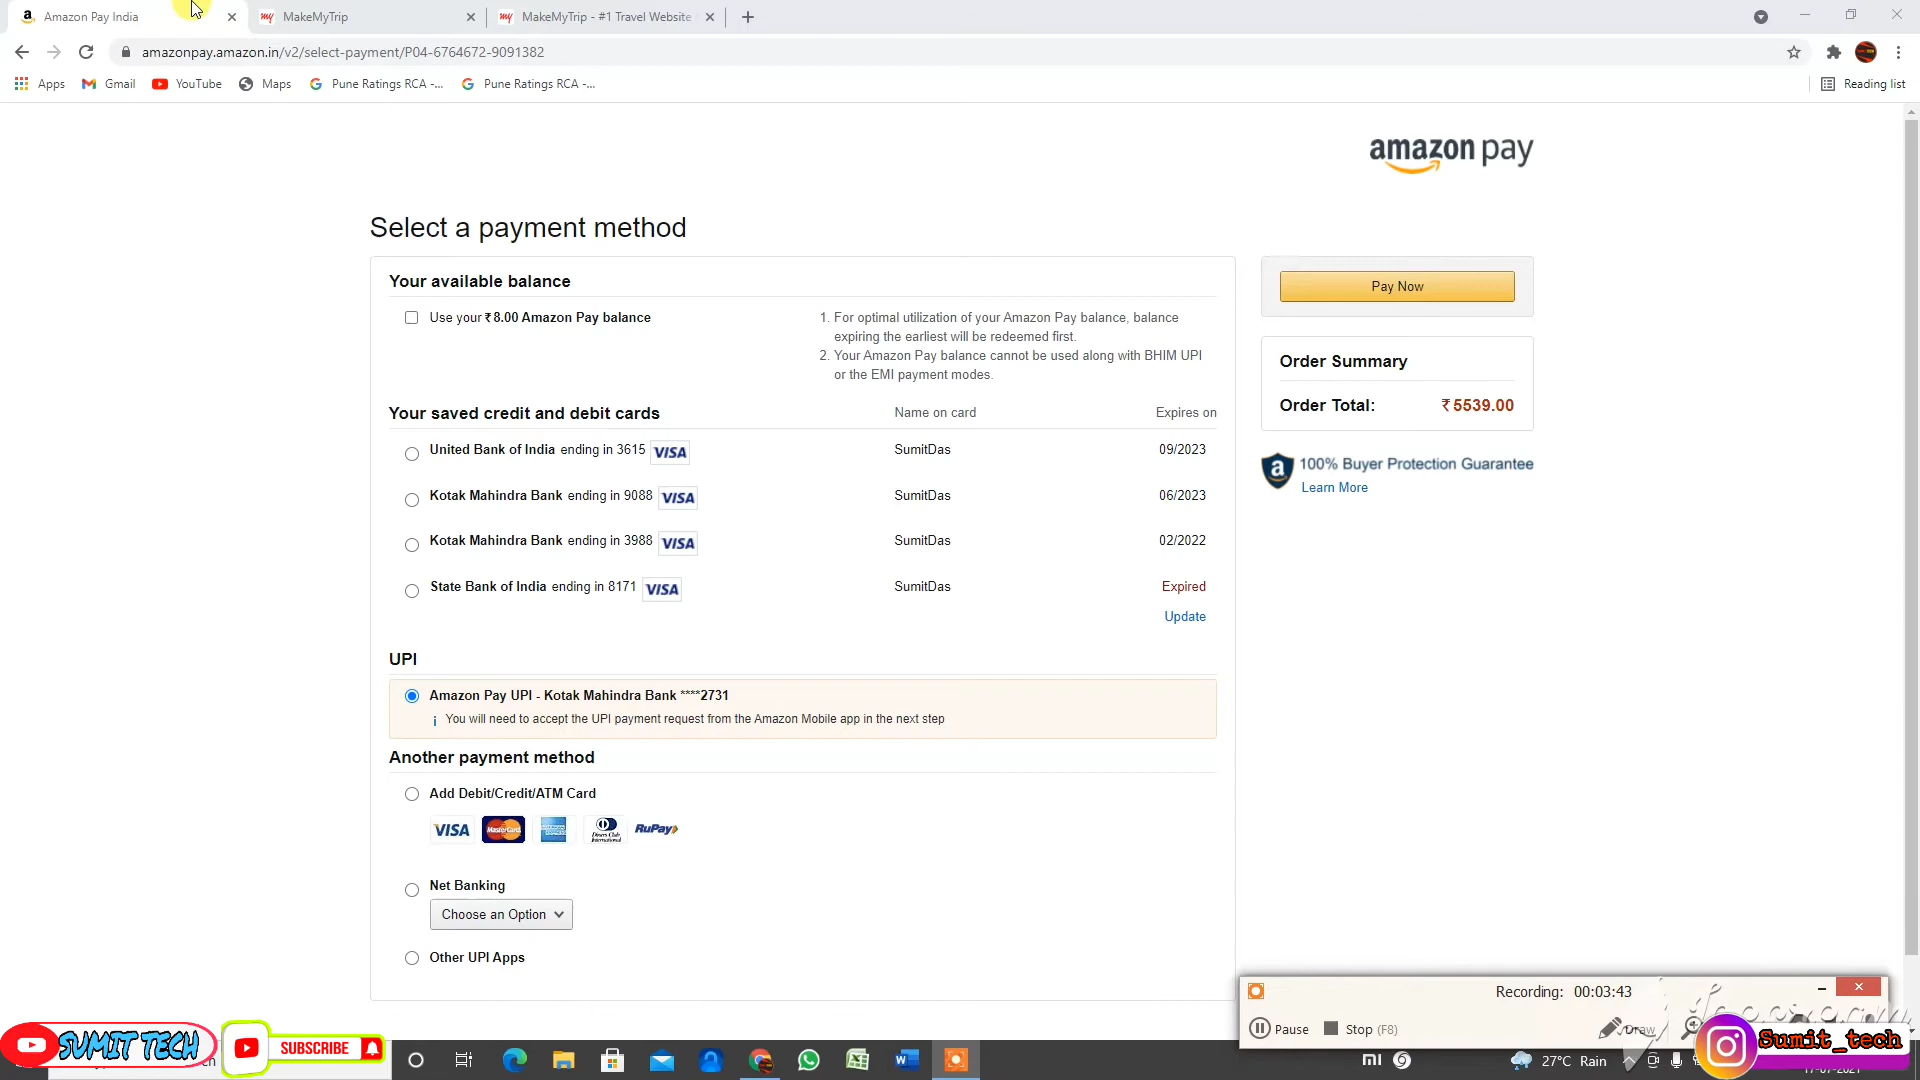 Amazon Pay India
MakeMyTrip
MakeMyTrip - #1 Travel Website
amazonpay.amazon.in/v2/select-payment/P04-6764672-9091382
Apps
Gmail
YouTube
Maps
Pune Ratings RCA -...
Pune Ratings RCA -...
Reading list
amazon pay
Select a payment method
Your available balance
Pay Now
Use your ₹8.00 Amazon Pay balance
1. For optimal utilization of your Amazon Pay balance, balance
expiring the earliest will be redeemed first.
2. Your Amazon Pay balance cannot be used along with BHIM UPI
or the EMI payment modes.
Order Summary
Order Total: ₹5539.00
100% Buyer Protection Guarantee
Learn More
Your saved credit and debit cards Name on card Expires on
United Bank of India ending in 3615 VISA SumitDas 09/2023
Kotak Mahindra Bank ending in 9088 VISA SumitDas 06/2023
Kotak Mahindra Bank ending in 3988 VISA SumitDas 02/2022
State Bank of India ending in 8171 VISA SumitDas Expired
Update
UPI
Amazon Pay UPI - Kotak Mahindra Bank ****2731
i You will need to accept the UPI payment request from the Amazon Mobile app in the next step
Another payment method
Add Debit/Credit/ATM Card
VISA MasterCard Diners Club International RuPay
Net Banking
Choose an Option
Other UPI Apps
Recording: 00:03:43
Pause
Stop (F8)
Draw
SUMIT TECH
SUBSCRIBE
Sumit_tech
27°C Rain
17-07-2021